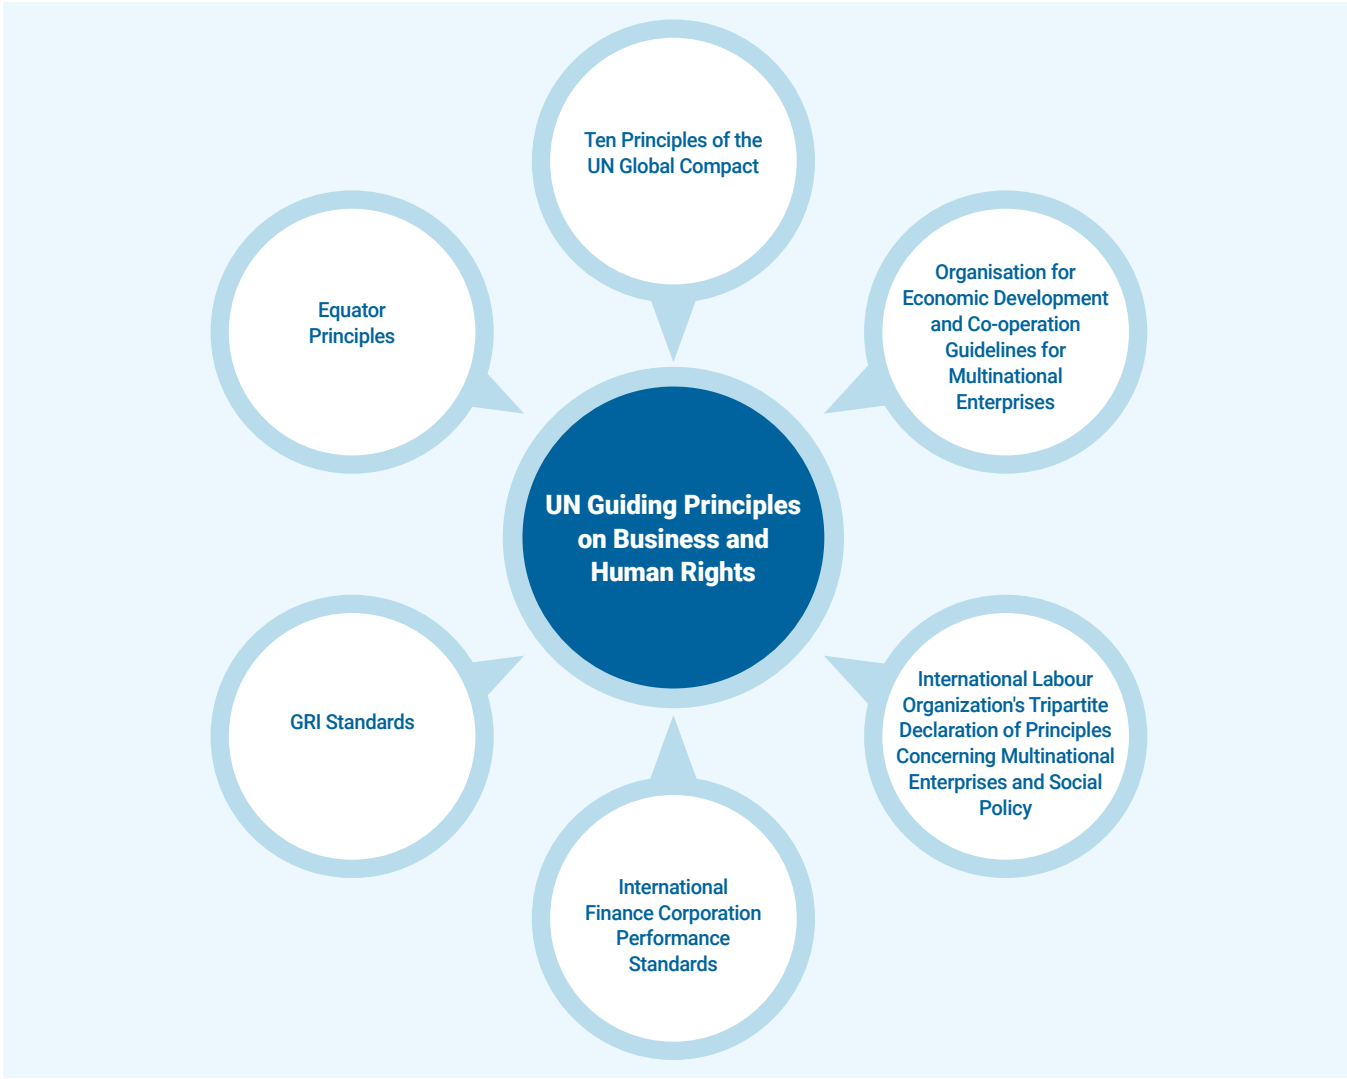 Ten Principles of the
UN Global Compact
Equator
Principles
Organisation for
Economic Development
and Co-operation
Guidelines for
Multinational
Enterprises
UN Guiding Principles
on Business and
Human Rights
GRI Standards
International Labour
Organization's Tripartite
Declaration of Principles
Concerning Multinational
Enterprises and Social
Policy
International
Finance Corporation
Performance
Standards